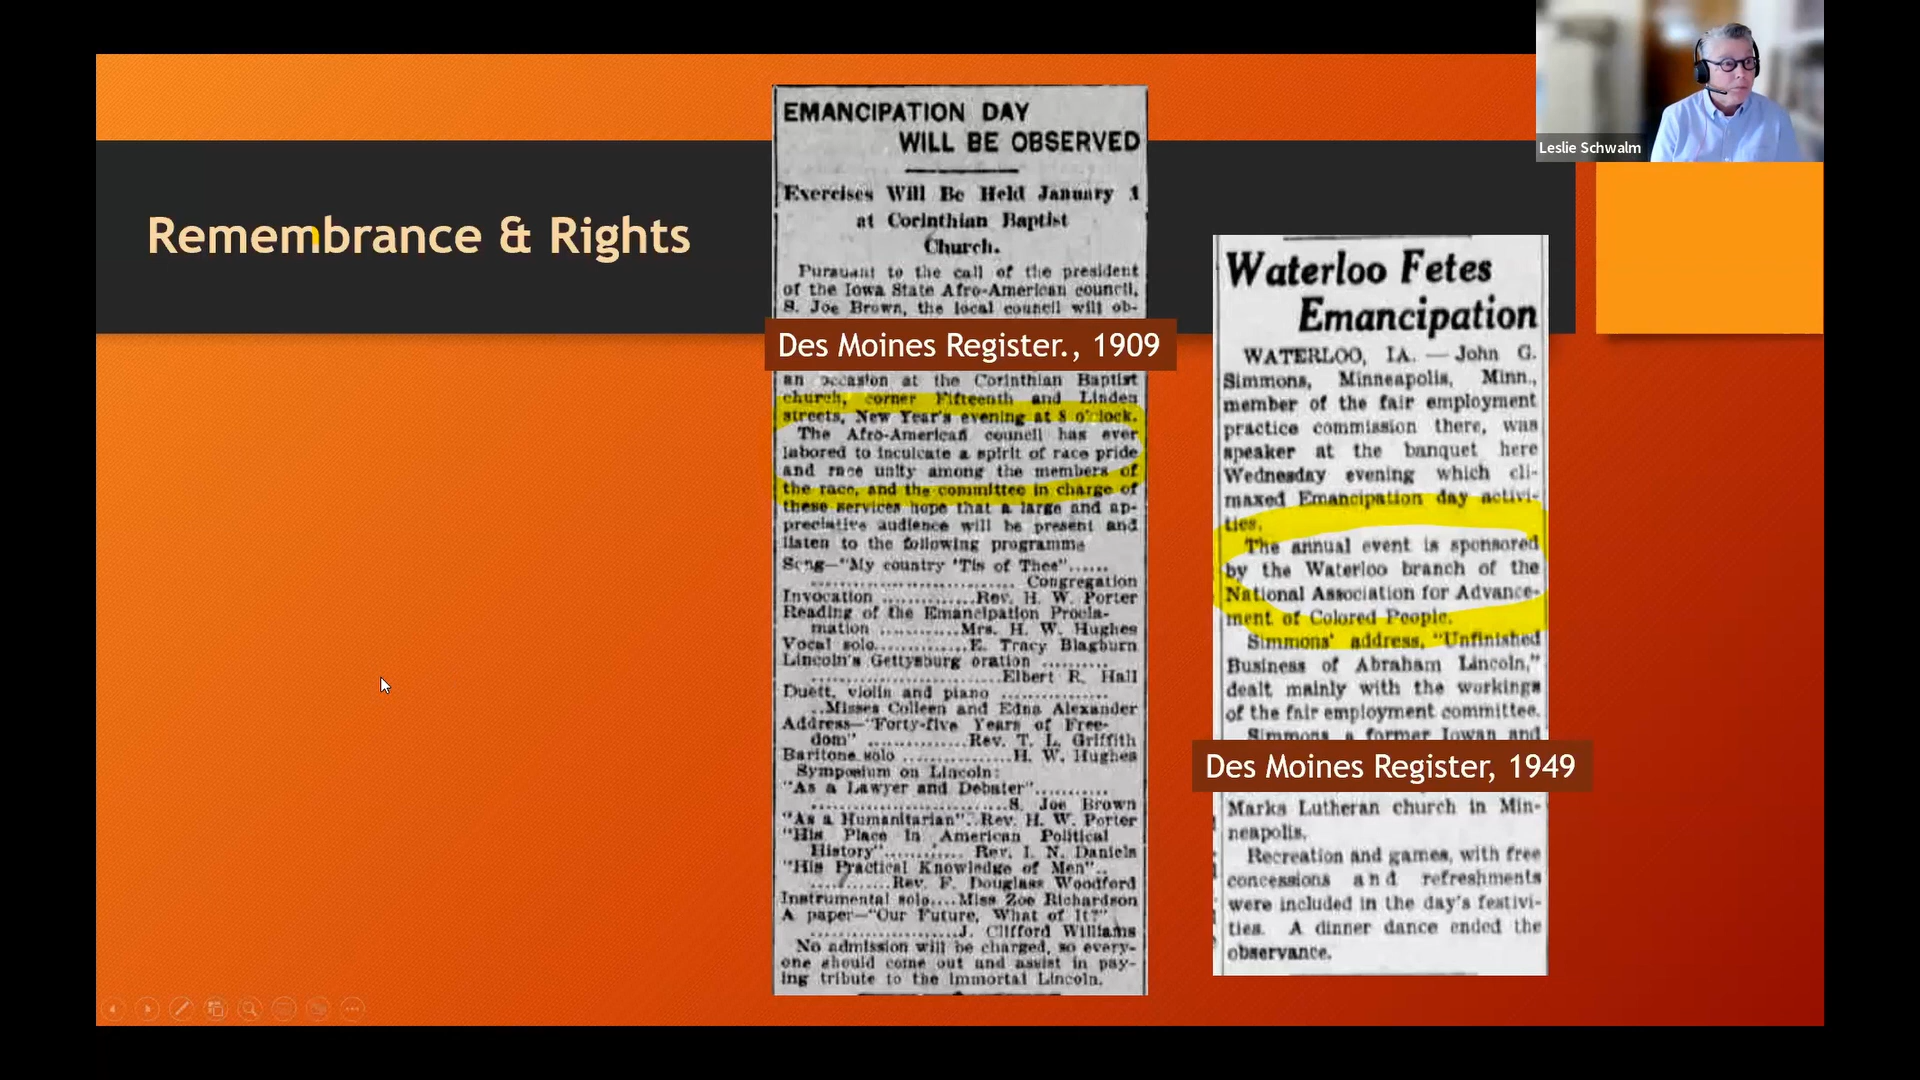 Leslie Schwalm
Remembrance & Rights
EMANCIPATION DAY
WILL BE OBSERVED
Exercises Will Be Held January 1
at Corinthian Baptist
Church.
Pursuant to the call of the president
of the Iowa State Afro-American council,
S. Joe Brown, the local council will ob-
Des Moines Register., 1909
an occasion at the Corinthian Baptist
church, corner Fifteenth and Linden
streets, New Year's evening at 8 o'clock.
The Afro-American council has ever
labored to inculcate a spirit of race pride
and race unity among the members of
the race, and the committee in charge of
these services hope that a large and ap-
preciative audience will be present and
listen to the following programme
Song—"My country 'Tis of Thee"......
.............................. Congregation
Invocation .............Rev. H. W. Porter
Reading of the Emancipation Procla-
mation ............Mrs. H. W. Hughes
Vocal solo.............E. Tracy Blagburn
Lincoln's Gettysburg oration ..........
..........................Elbert R. Hall
Duett, violin and piano ...............
..Misses Colleen and Edna Alexander
Address—"Forty-five Years of Free-
dom" ..............Rev. T. L. Griffith
Baritone solo ................H. W. Hughes
Symposium on Lincoln:
"As a Lawyer and Debater"..........
..........................S. Joe Brown
"As a Humanitarian"..Rev. H. W. Porter
"His Place In American Political
History"............ Rev. I. N. Daniels
"His Practical Knowledge of Men"..
..........Rev. F. Douglass Woodford
Instrumental solo....Miss Zoe Richardson
A paper—"Our Future, What of It?"
......................J. Clifford Williams
No admission will be charged, so every-
one should come out and assist in pay-
ing tribute to the immortal Lincoln.
Waterloo Fetes
Emancipation
WATERLOO, IA. — John G.
Simmons, Minneapolis, Minn.,
member of the fair employment
practice commission there, was
speaker at the banquet here
Wednesday evening which cli-
maxed Emancipation day activi-
ties.
The annual event is sponsored
by the Waterloo branch of the
National Association for Advance-
ment of Colored People.
Simmons' address, "Unfinished
Business of Abraham Lincoln,"
dealt mainly with the workings
of the fair employment committee.
Simmons, a former Iowan and
Des Moines Register, 1949
Marks Lutheran church in Min-
neapolis.
Recreation and games, with free
concessions and refreshments
were included in the day's festivi-
ties. A dinner dance ended the
observance.